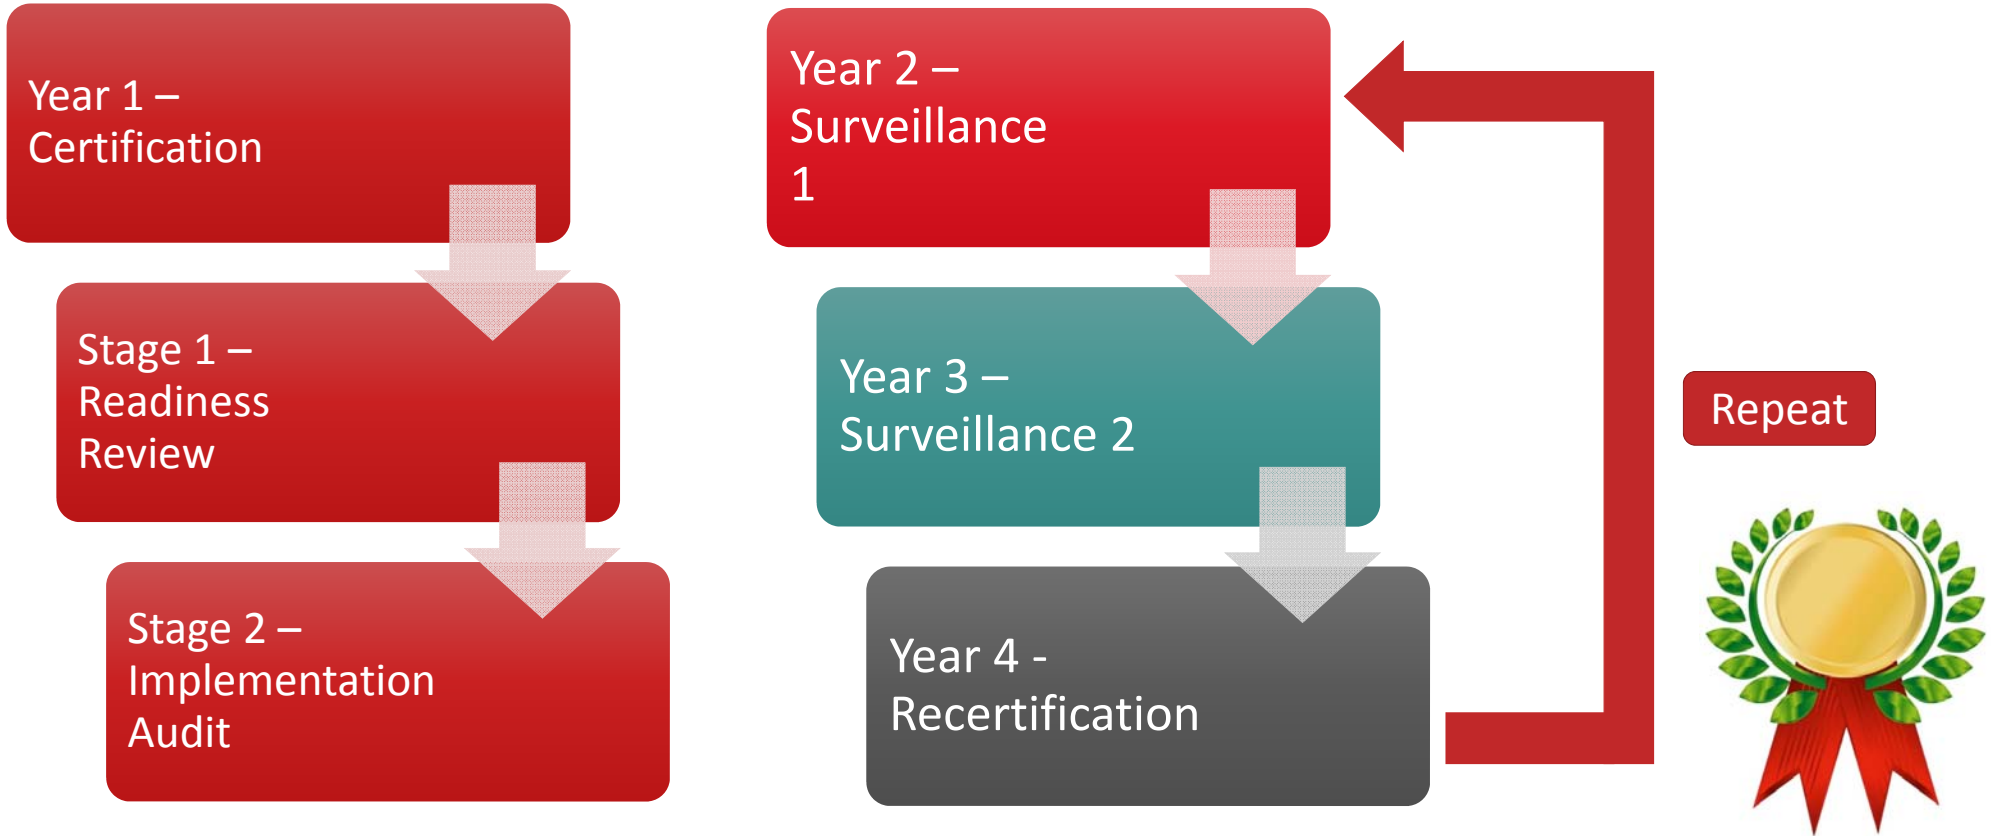 Year 1 –
Certification
Stage 1 –
Readiness
Review
Stage 2 –
Implementation
Audit
Year 2 –
Surveillance
1
Year 3 –
Surveillance 2
Year 4 -
Recertification
Repeat